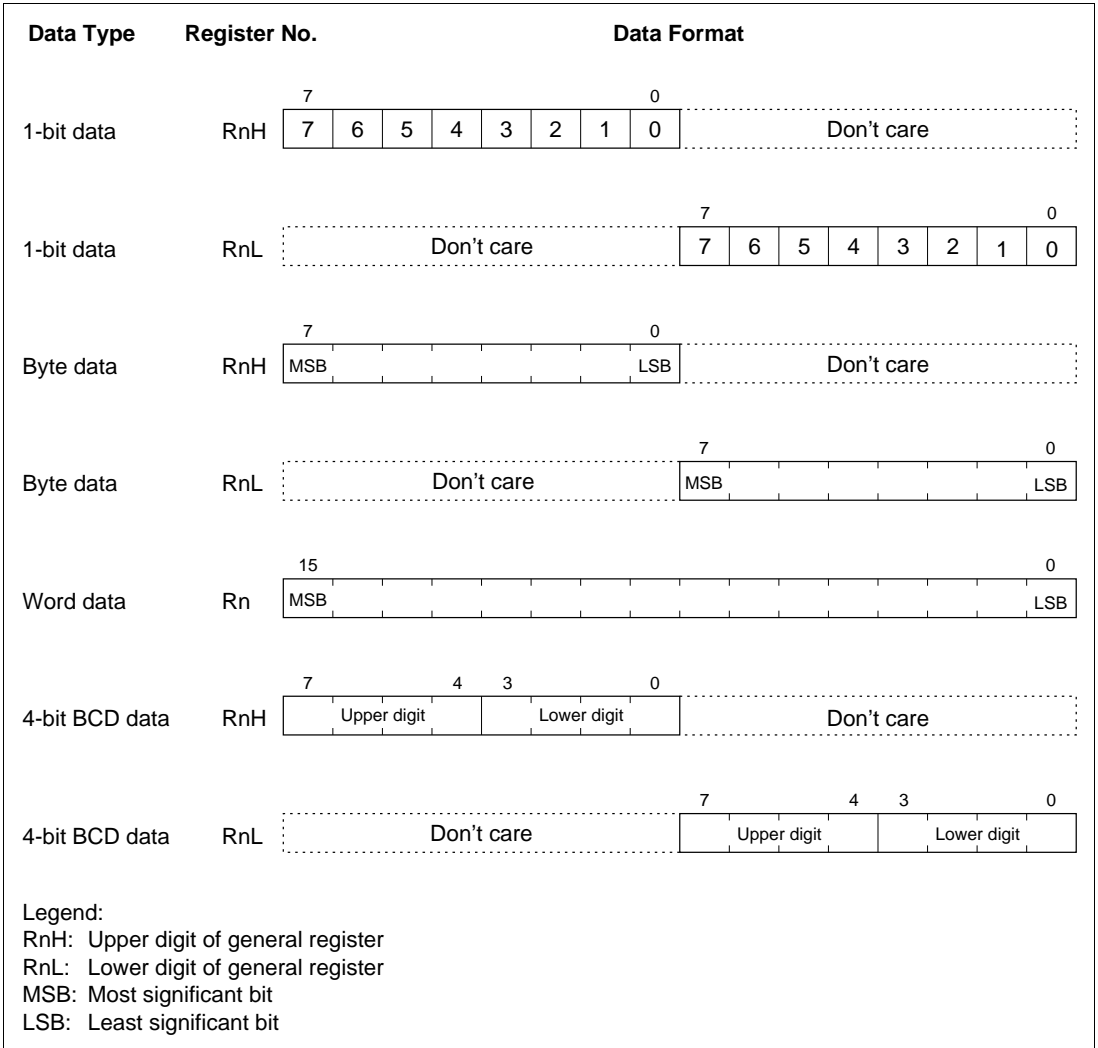 Data Type Register No. Data Format
7 0
1-bit data RnH 7 6 5 4 3 2 1 0 Don't care
7 0
1-bit data RnL Don't care 7 6 5 4 3 2 1 0
7 0
Byte data RnH MSB LSB Don't care
7 0
Byte data RnL Don't care MSB LSB
15 0
Word data Rn MSB LSB
7 4 3 0
4-bit BCD data RnH Upper digit Lower digit Don't care
7 4 3 0
4-bit BCD data RnL Don't care Upper digit Lower digit
Legend:
RnH: Upper digit of general register
RnL: Lower digit of general register
MSB: Most significant bit
LSB: Least significant bit